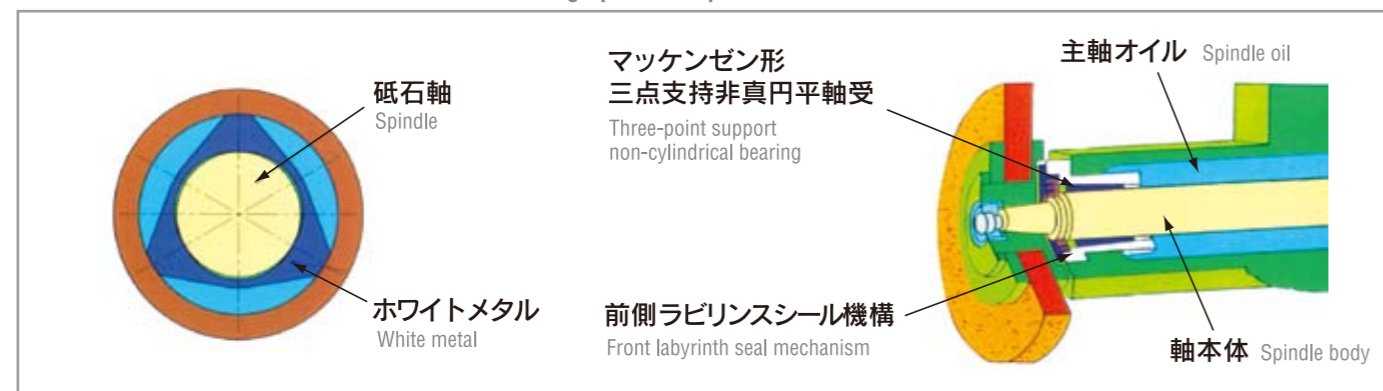 砥石軸
Spindle
ホワイトメタル
White metal
マッケンゼン形
三点支持非真円平軸受
Three-point support
non-cylindrical bearing
主軸オイル Spindle oil
前側ラビリンスシール機構
Front labyrinth seal mechanism
軸本体 Spindle body